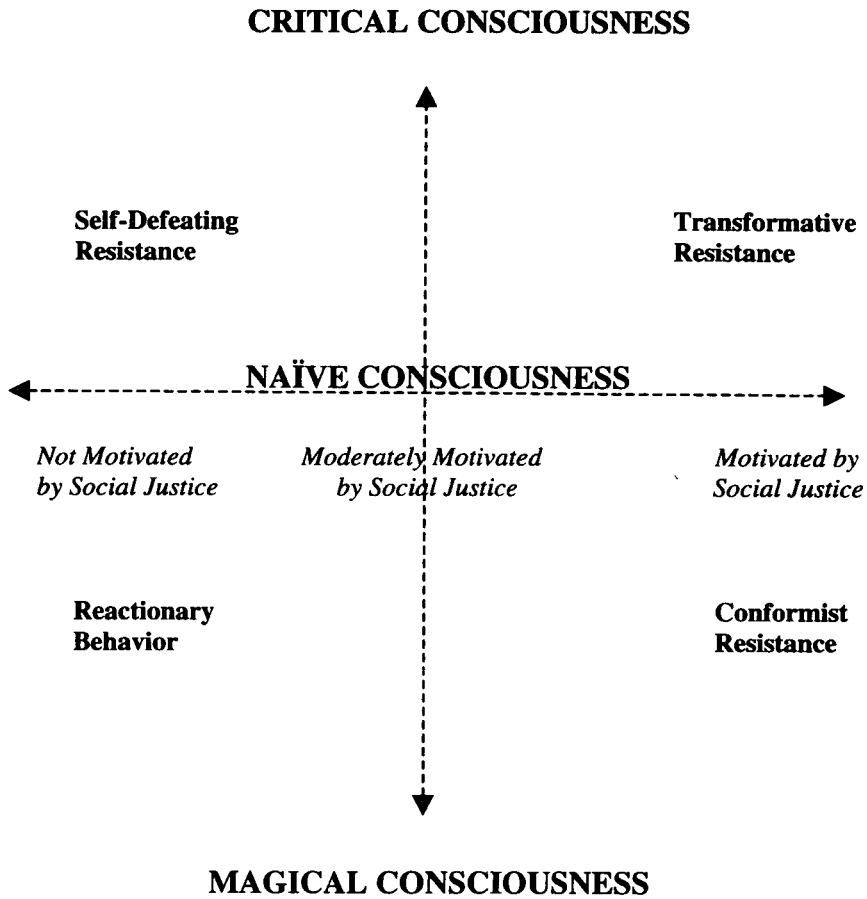 CRITICAL CONSCIOUSNESS
Self-Defeating
Resistance
Transformative
Resistance
NAÏVE CONSCIOUSNESS
Not Motivated
by Social Justice
Moderately Motivated
by Social Justice
Motivated by
Social Justice
Reactionary
Behavior
Conformist
Resistance
MAGICAL CONSCIOUSNESS